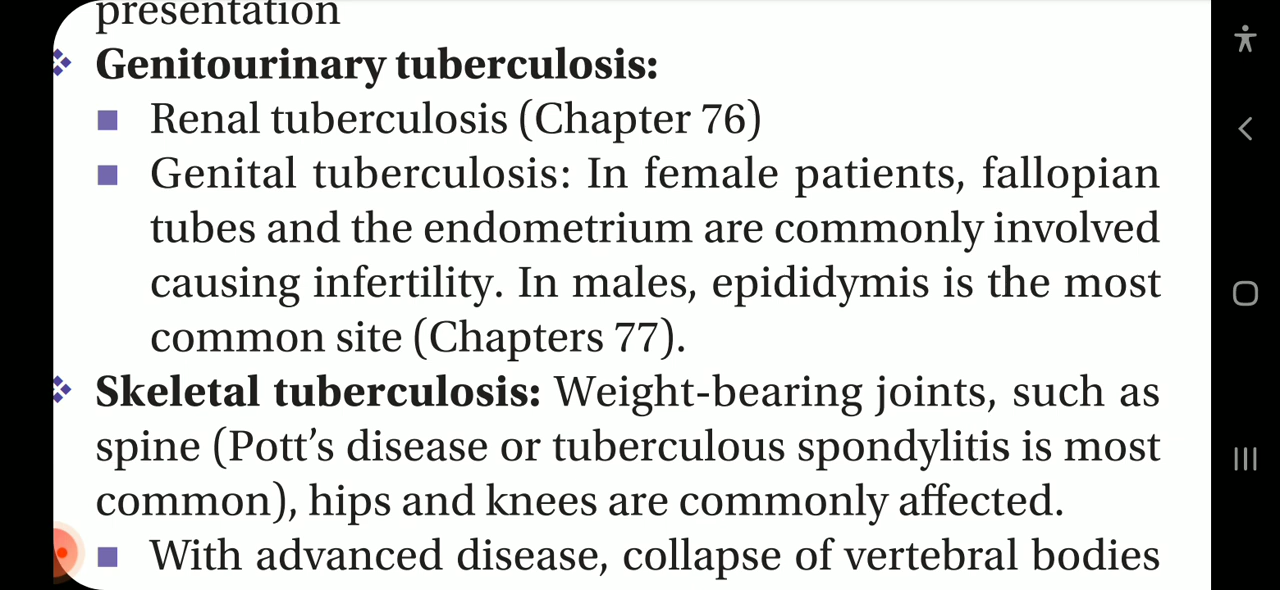 presentation
Genitourinary tuberculosis:
Renal tuberculosis (Chapter 76)
Genital tuberculosis: In female patients, fallopian
tubes and the endometrium are commonly involved
causing infertility. In males, epididymis is the most
common site (Chapters 77).
Skeletal tuberculosis: Weight-bearing joints, such as
spine (Pott’s disease or tuberculous spondylitis is most
common), hips and knees are commonly affected.
With advanced disease, collapse of vertebral bodies